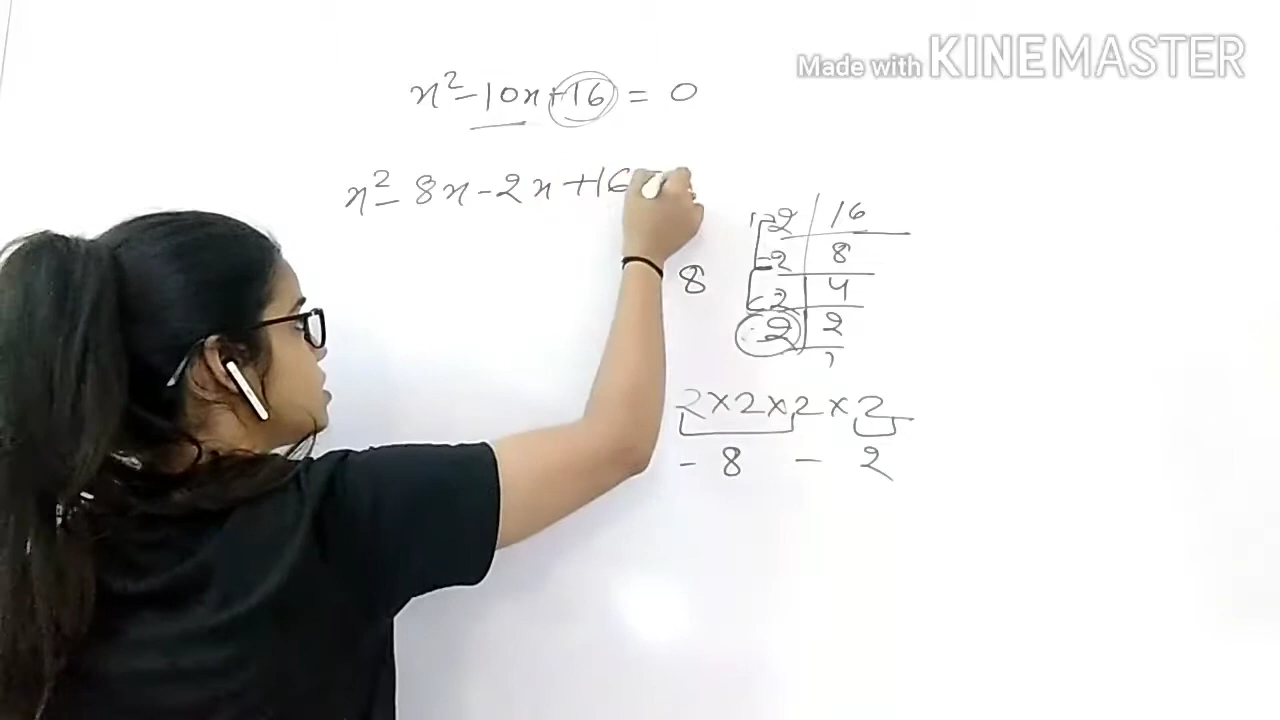 Made with KINEMASTER
x² - 10x + 16 = 0
x² - 8x - 2x + 16
2 | 16
2 | 8
8
2 | 4
2 | 2
1
2 × 2 × 2 × 2
- 8 - 2